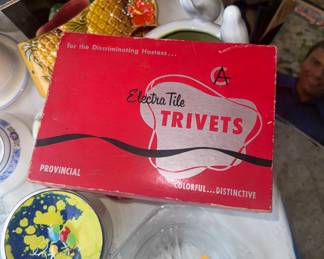 for the Discriminating Hostess...
A
Electra Tile
TRIVETS
PROVINCIAL
COLORFUL...DISTINCTIVE